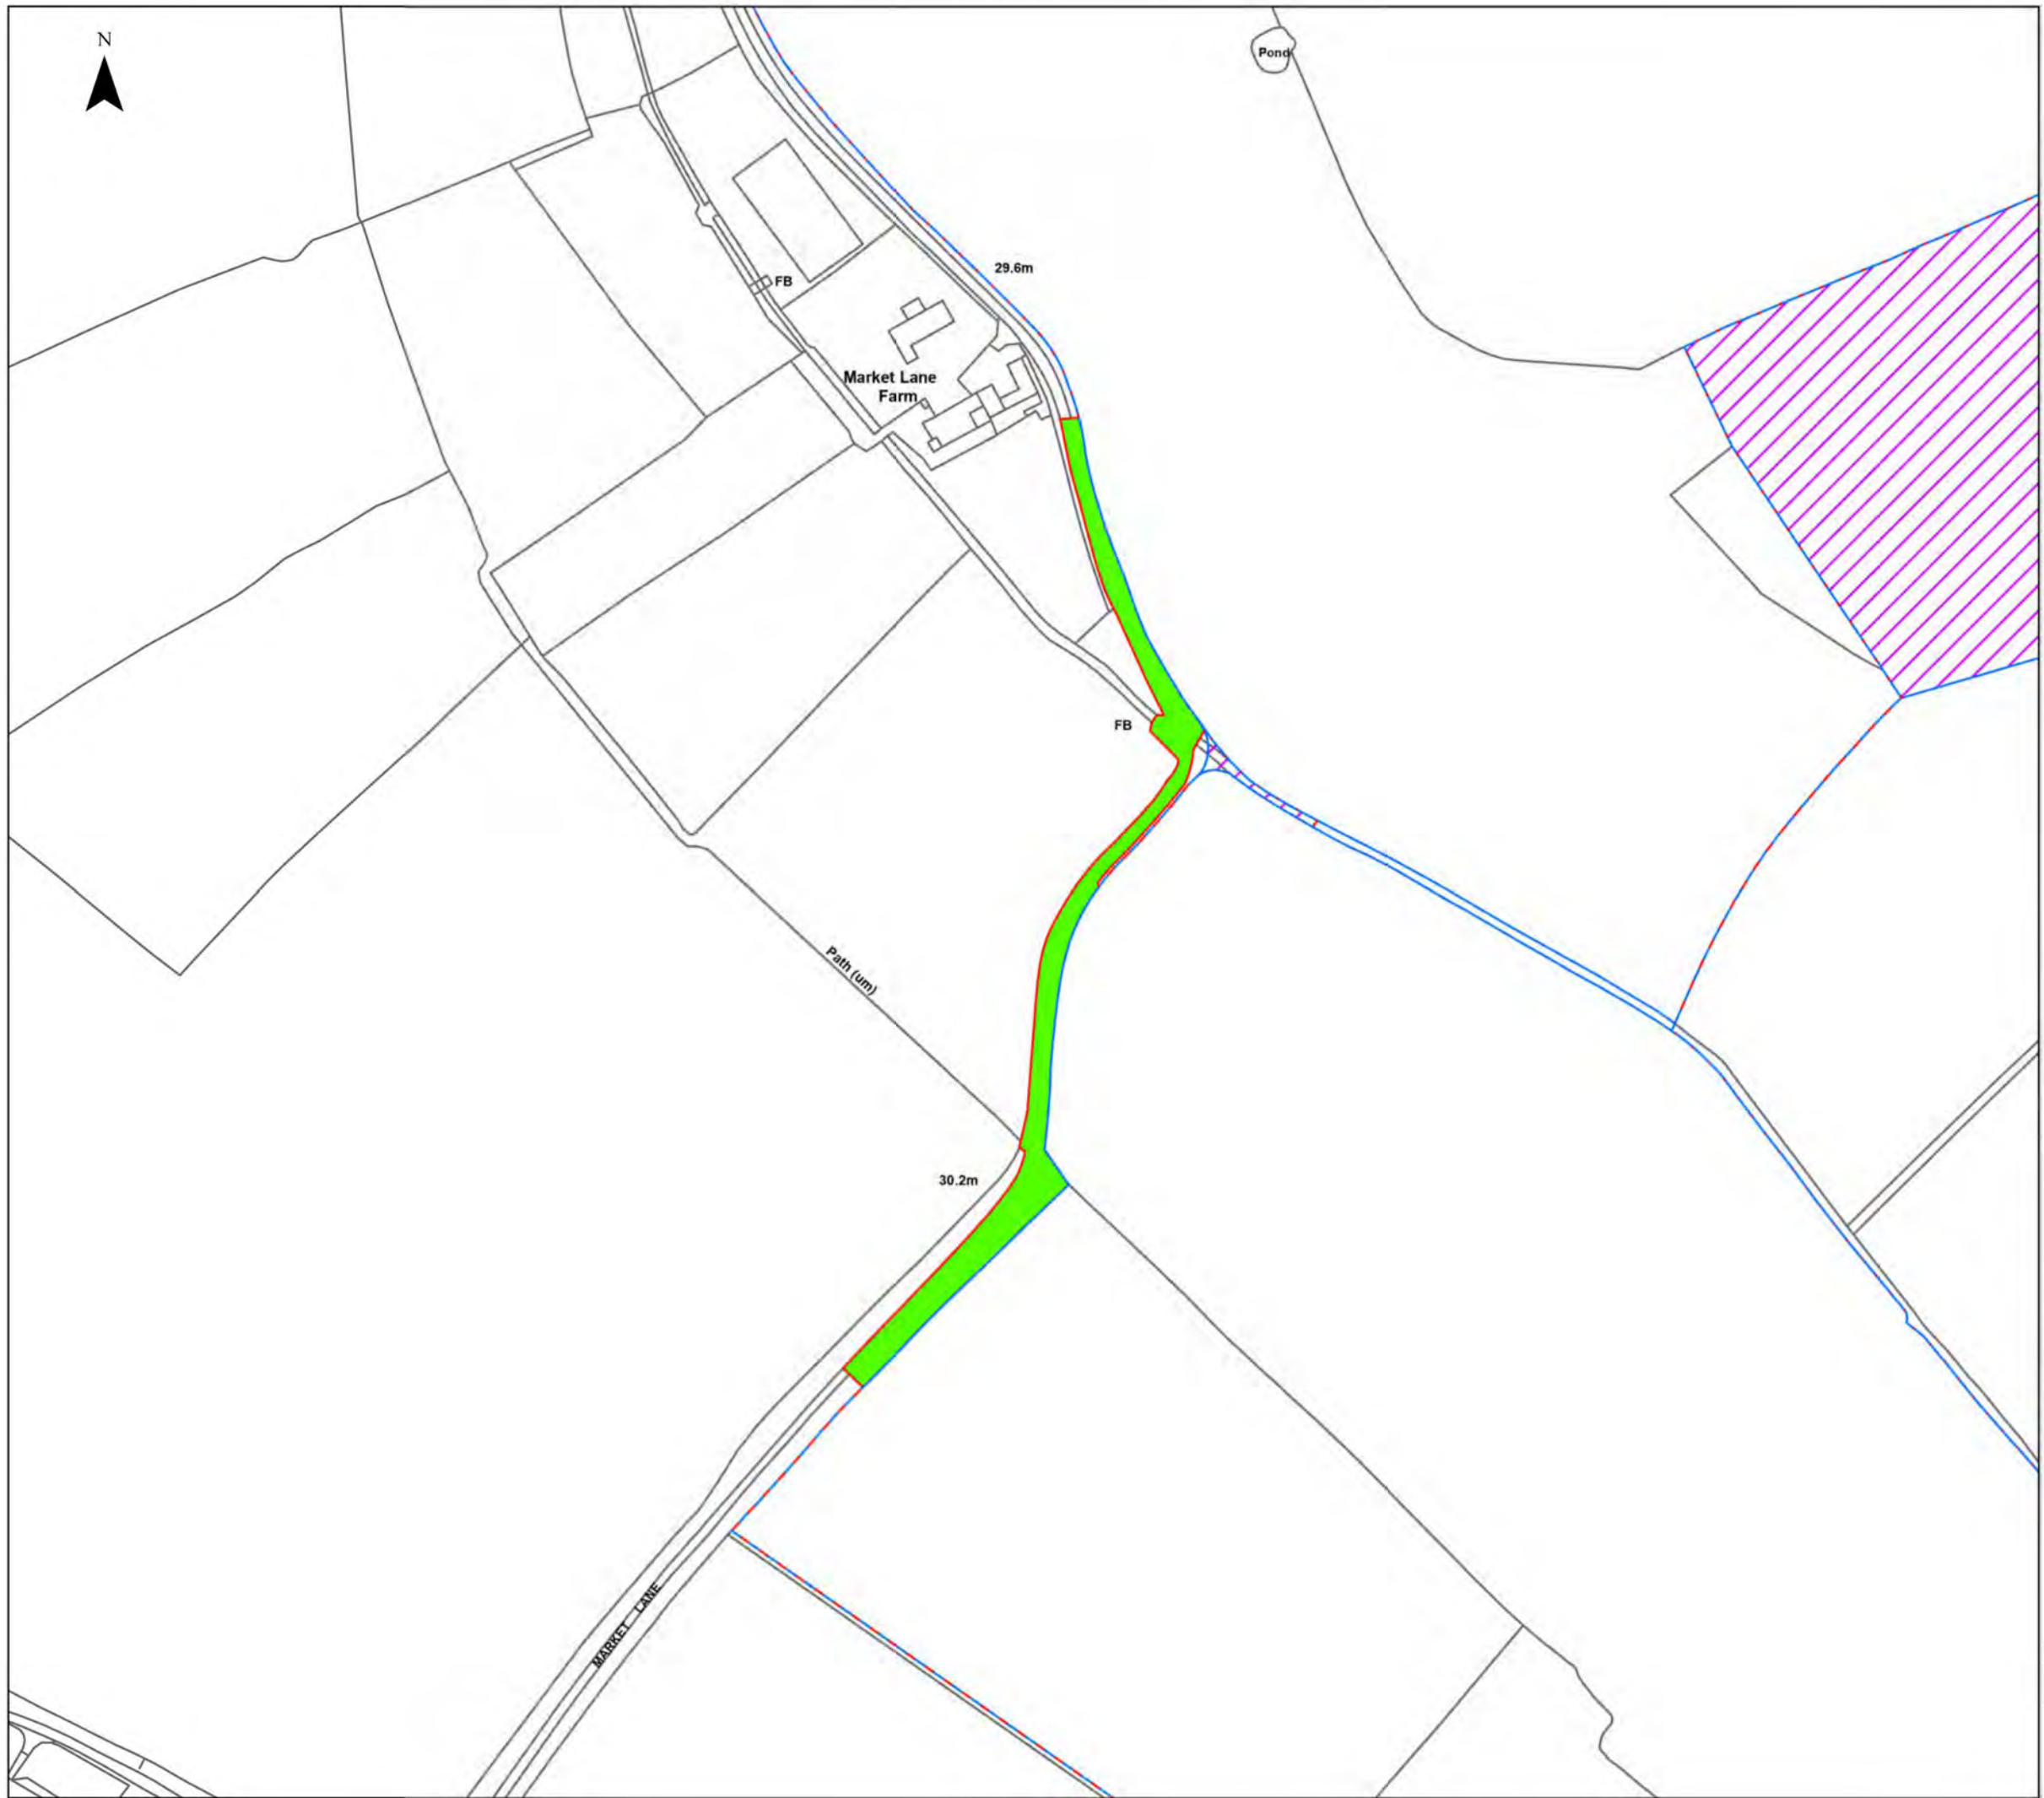 N
Pond
29.6m
FB
Market Lane
Farm
FB
Path (um)
30.2m
MARKET LANE